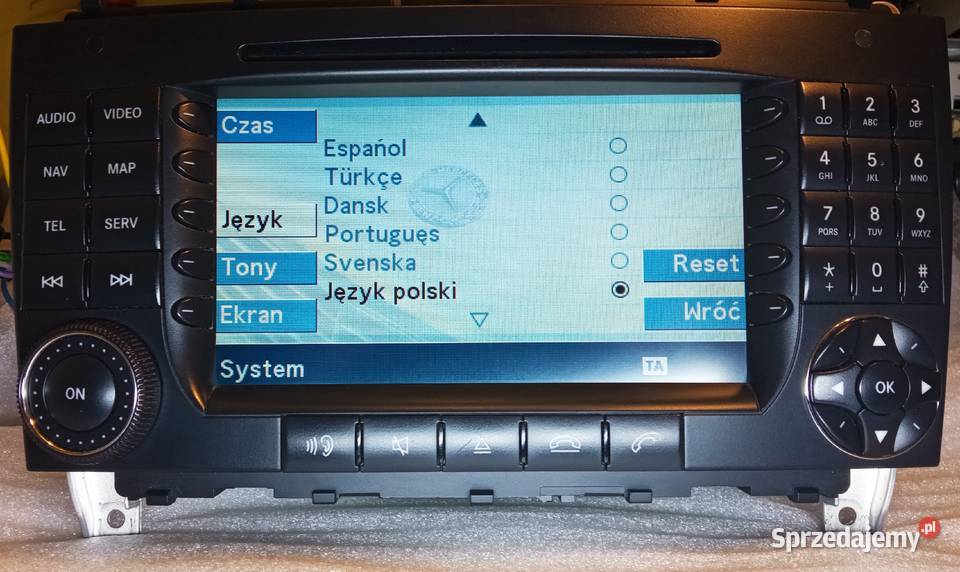 AUDIO
VIDEO
NAV
MAP
TEL
SERV
ON
Czas
Español
Türkçe
Dansk
Portuguęs
Język
Svenska
Tony
Reset
Język polski
Ekran
Wróć
System
TA
1
2 ABC
3 DEF
4 GHI
5 JKL
6 MNO
7 PQRS
8 TUV
9 WXYZ
* +
0
#
OK
Sprzedajemy.pl